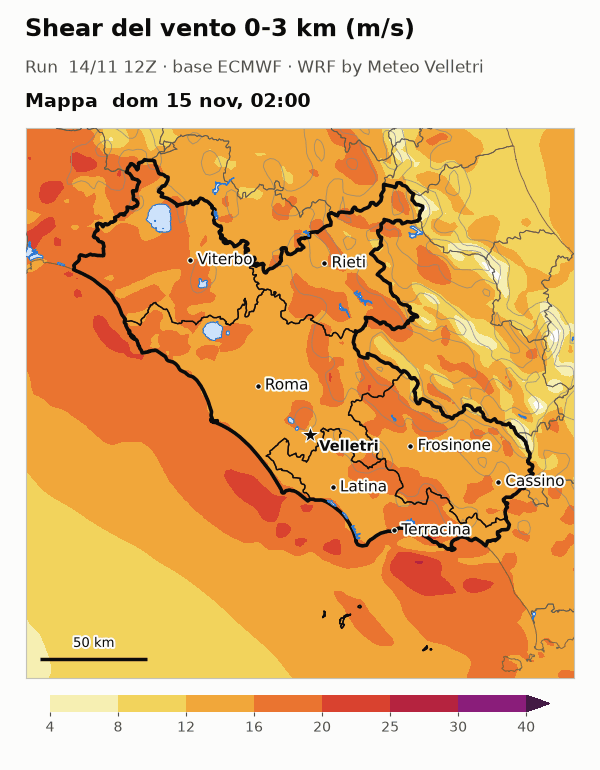 Shear del vento 0-3 km (m/s)
Run  14/11 12Z · base ECMWF · WRF by Meteo Velletri
Mappa  dom 15 nov, 02:00
Viterbo
Rieti
Roma
Velletri
Frosinone
Cassino
Latina
Terracina
50 km
4 8 12 16 20 25 30 40